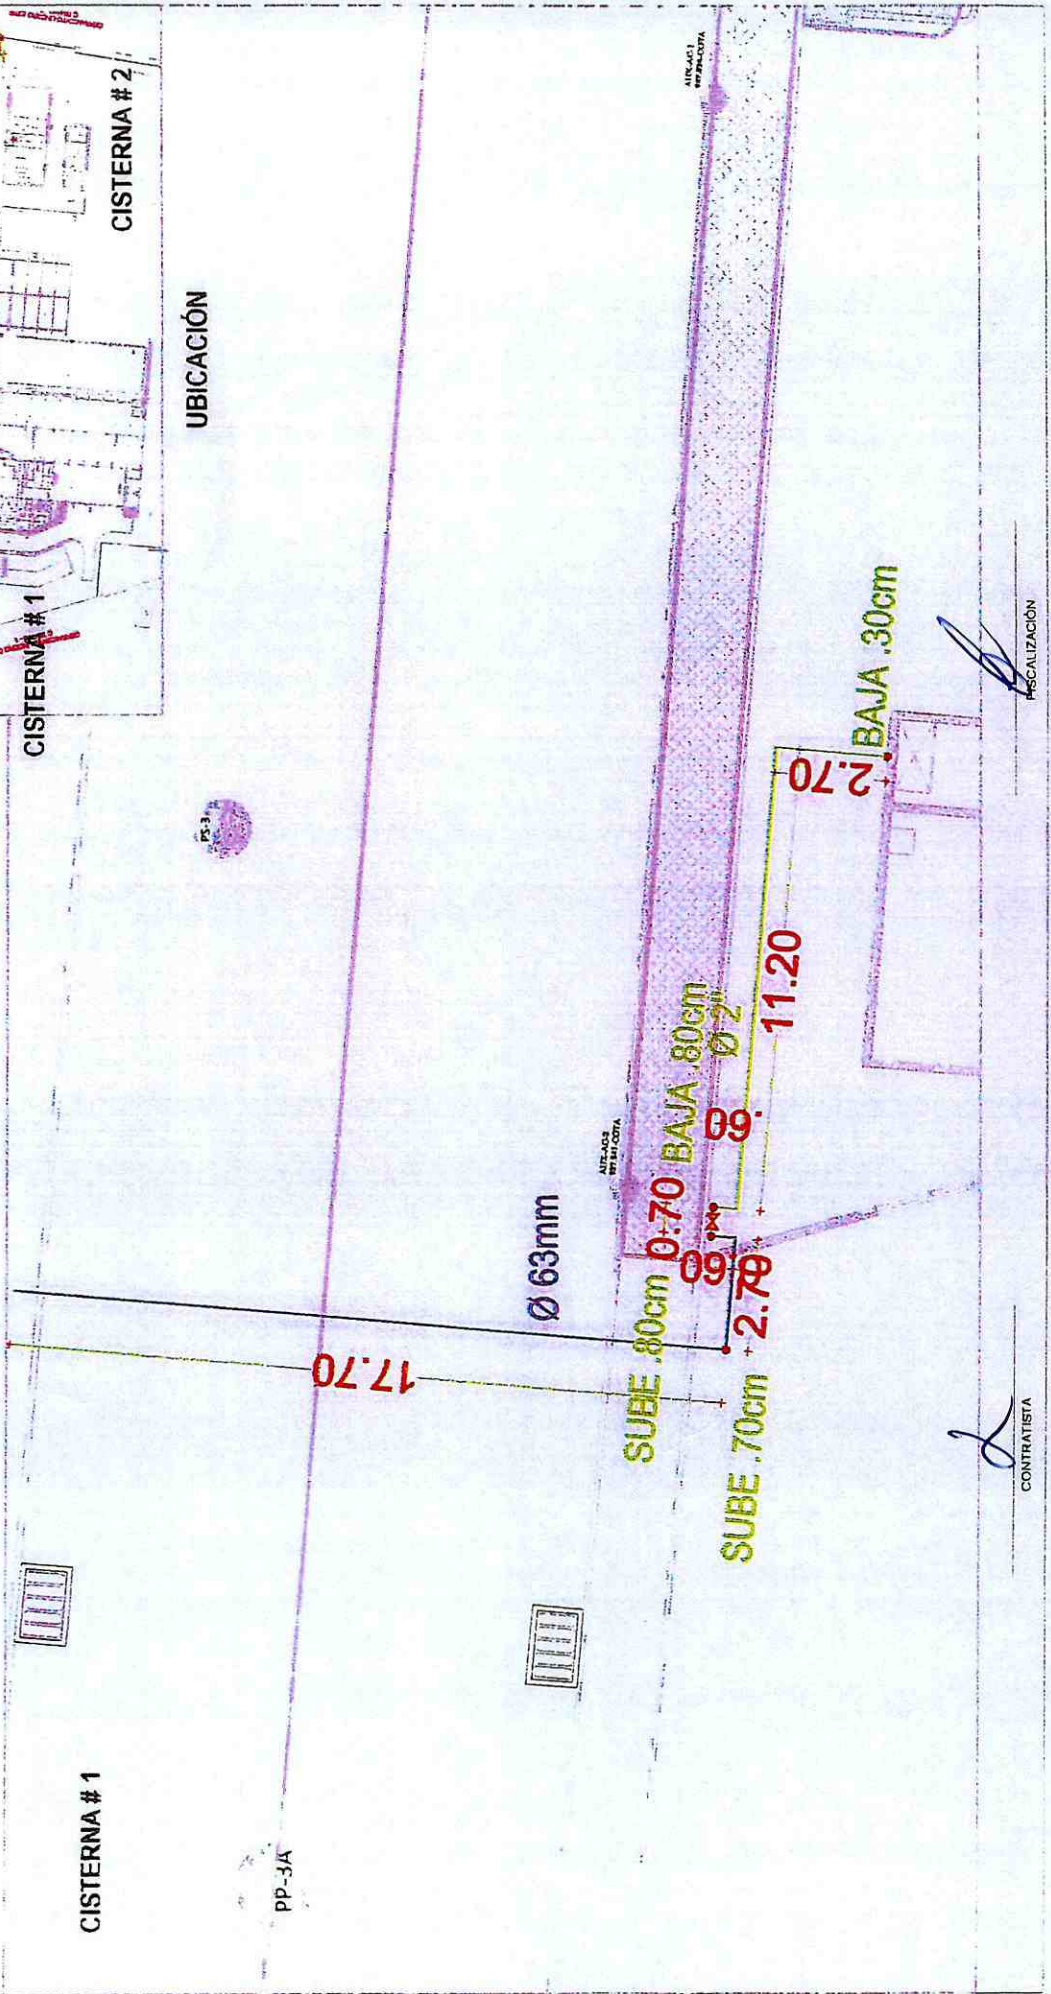 CISTERNA # 1
PP-3A
CISTERNA # 1
CISTERNA # 2
UBICACIÓN
PS-3
Ø 63mm
17.70
SUBE .80cm
0.70
BAJA .80cm
Ø 2"
.60
.60
SUBE .70cm
2.70
11.20
2.70
BAJA .30cm
CONTRATISTA
FISCALIZACIÓN